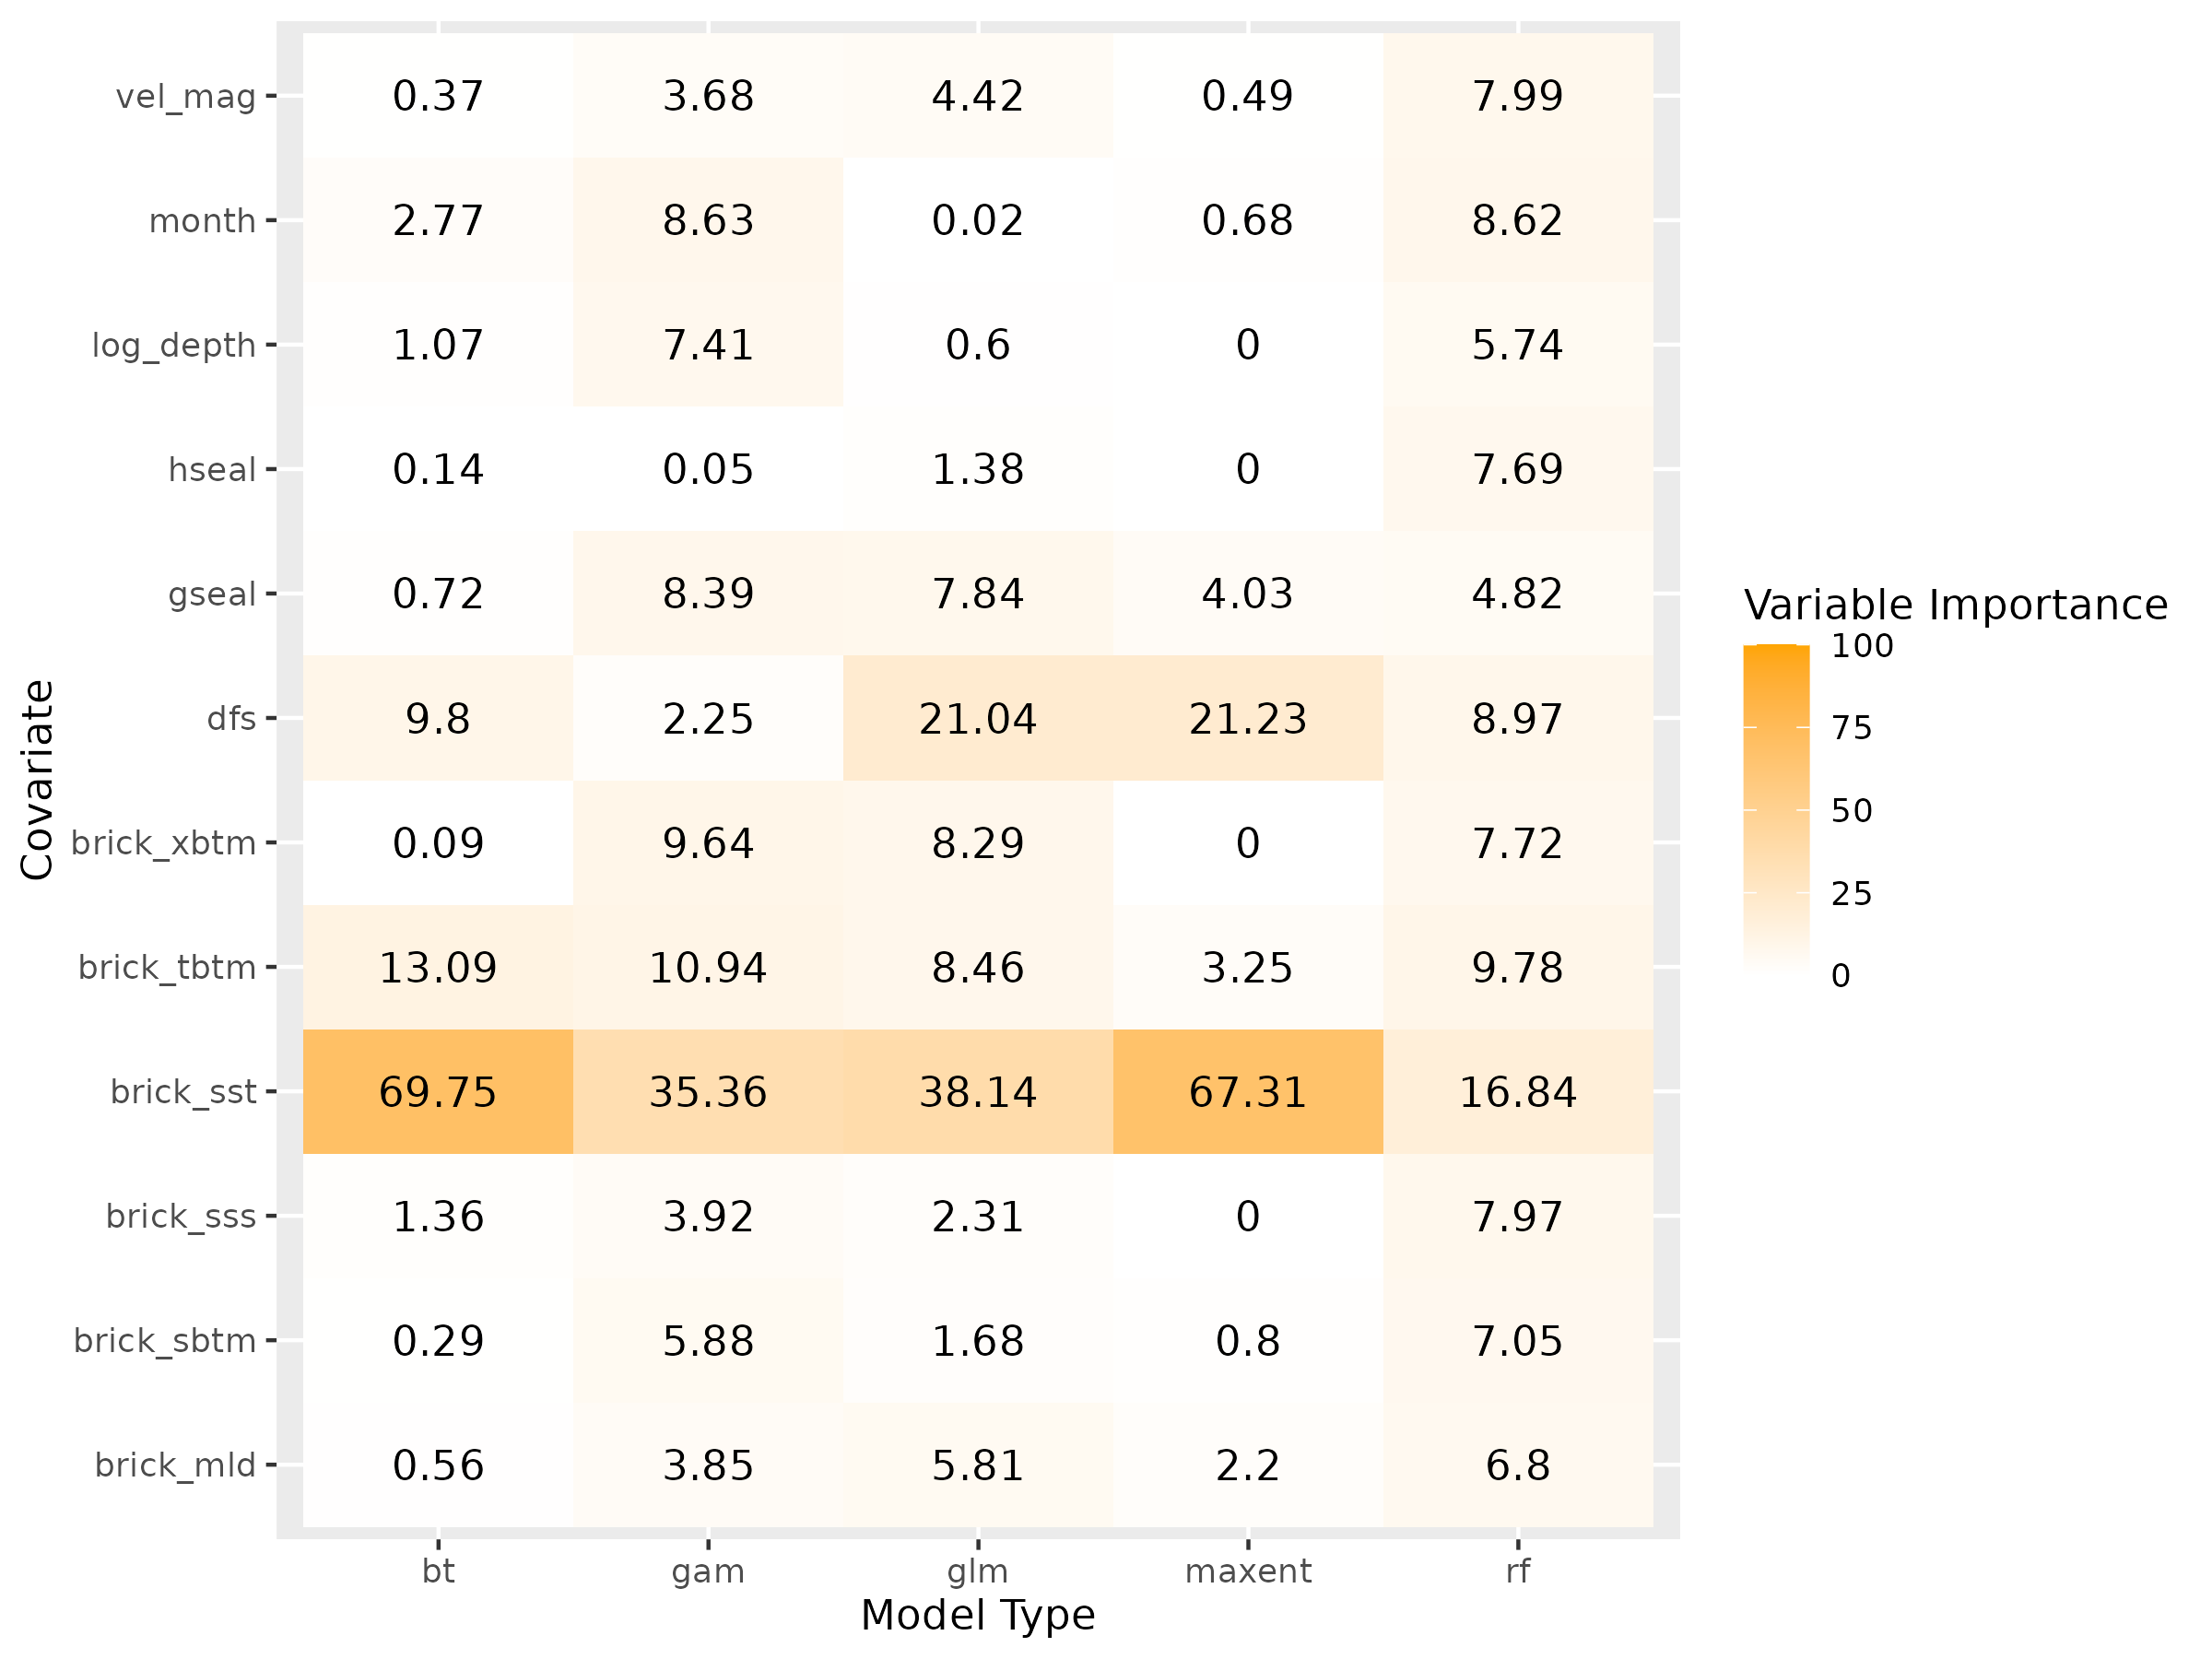 vel_mag 0.37 3.68 4.42 0.49 7.99
month 2.77 8.63 0.02 0.68 8.62
log_depth 1.07 7.41 0.6 0 5.74
hseal 0.14 0.05 1.38 0 7.69
gseal 0.72 8.39 7.84 4.03 4.82
dfs 9.8 2.25 21.04 21.23 8.97
brick_xbtm 0.09 9.64 8.29 0 7.72
brick_tbtm 13.09 10.94 8.46 3.25 9.78
brick_sst 69.75 35.36 38.14 67.31 16.84
brick_sss 1.36 3.92 2.31 0 7.97
brick_sbtm 0.29 5.88 1.68 0.8 7.05
brick_mld 0.56 3.85 5.81 2.2 6.8
bt gam glm maxent rf
Model Type
Covariate
Variable Importance
100
75
50
25
0